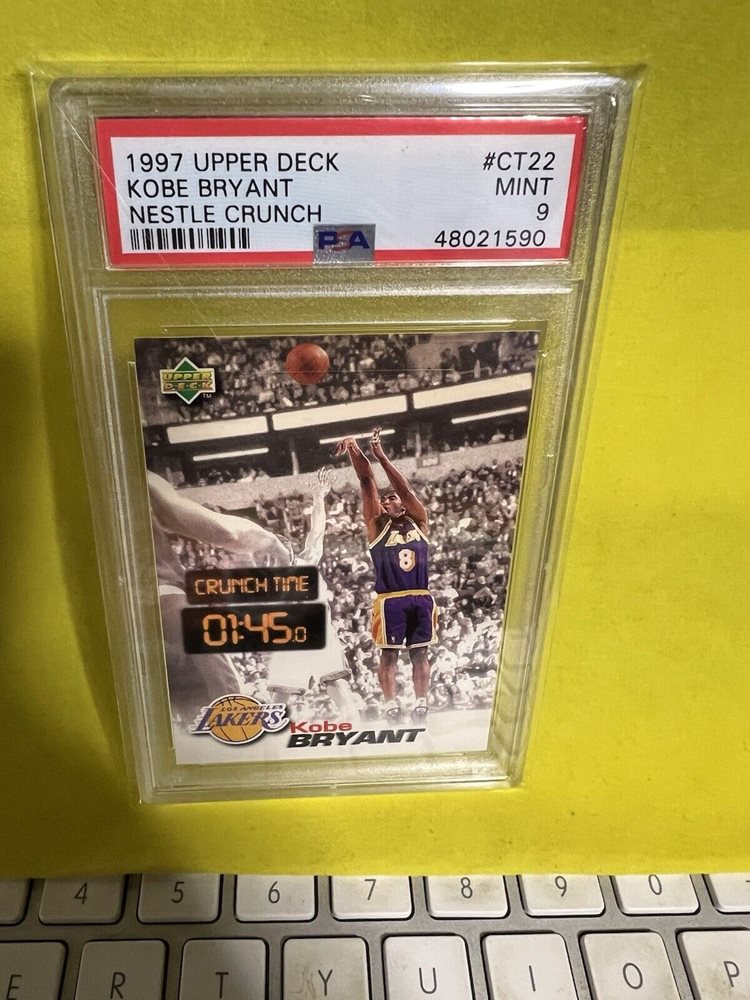 1997 UPPER DECK #CT22
KOBE BRYANT MINT
NESTLE CRUNCH 9
PSA 48021590
UPPER
DECK
TM
8
CRUNCH TIME
01:45.0
LOS ANGELES
LAKERS
Kobe
BRYANT
4 5 6 7 8 9 0
E R T Y U I O P